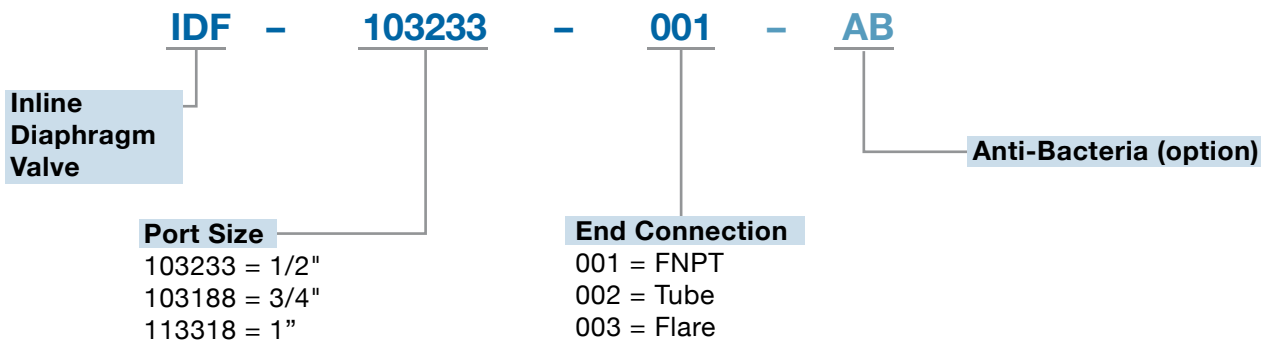 IDF – 103233 – 001 – AB
Inline
Diaphragm
Valve
Anti-Bacteria (option)
Port Size
103233 = 1/2"
103188 = 3/4"
113318 = 1”
End Connection
001 = FNPT
002 = Tube
003 = Flare